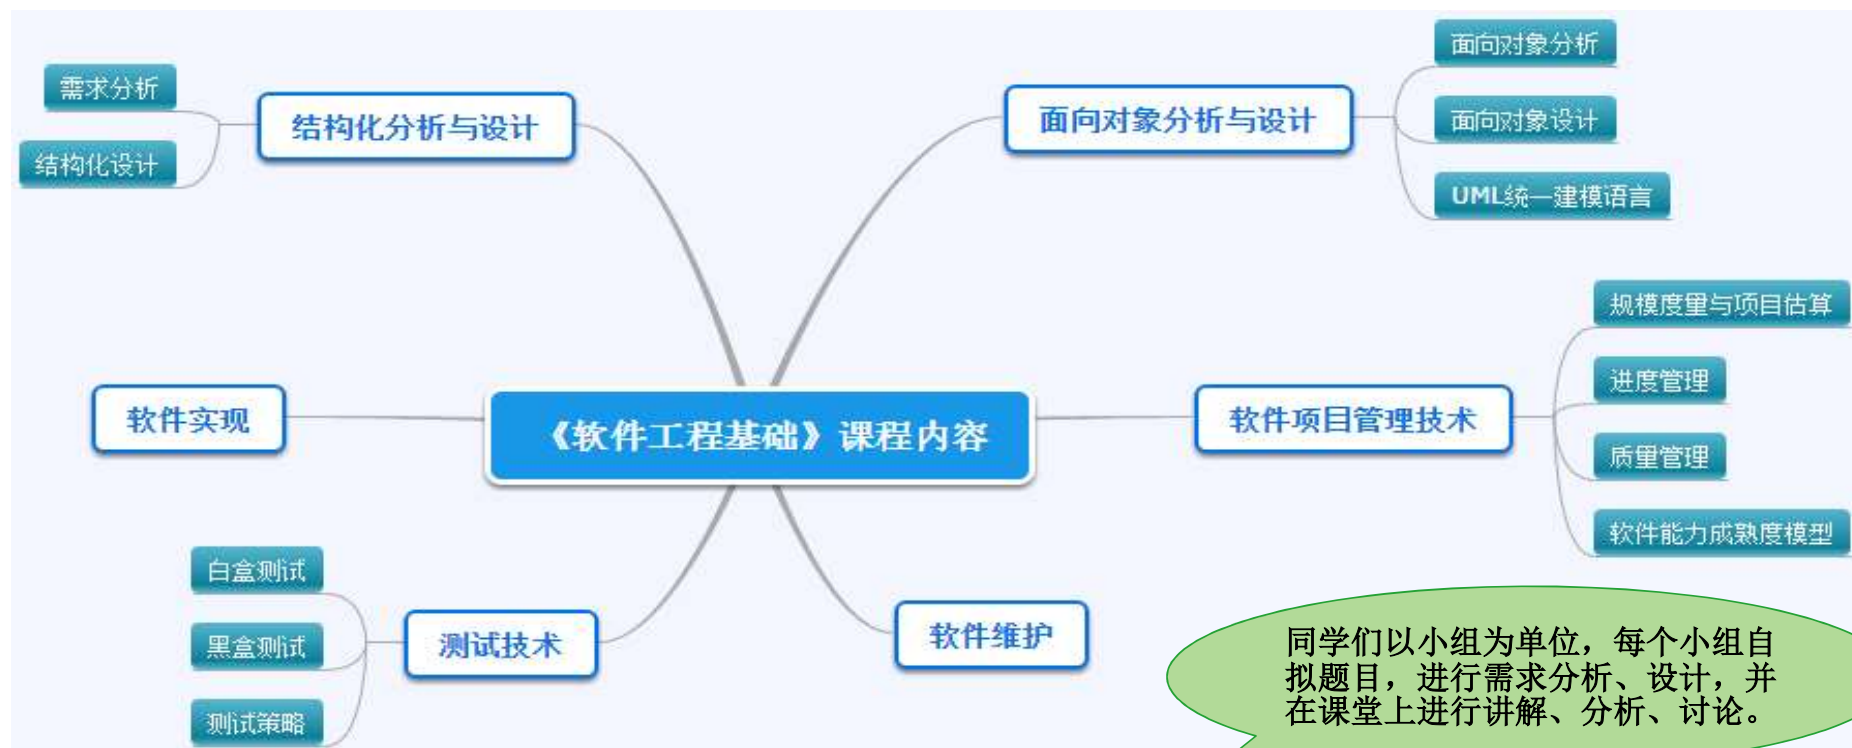 需求分析
结构化设计
结构化分析与设计
面向对象分析与设计
面向对象分析
面向对象设计
UML统一建模语言
软件实现
《软件工程基础》课程内容
软件项目管理技术
规模度量与项目估算
进度管理
质量管理
软件能力成熟度模型
白盒测试
黑盒测试
测试策略
测试技术
软件维护
同学们以小组为单位，每个小组自
拟题目，进行需求分析、设计，并
在课堂上进行讲解、分析、讨论。